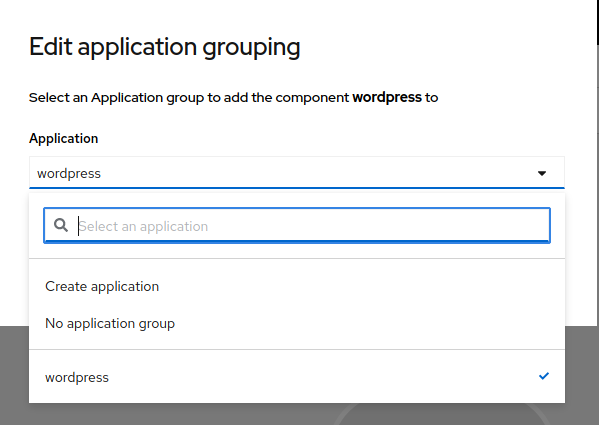 Edit application grouping
Select an Application group to add the component wordpress to
Application
wordpress
Select an application
Create application
No application group
wordpress